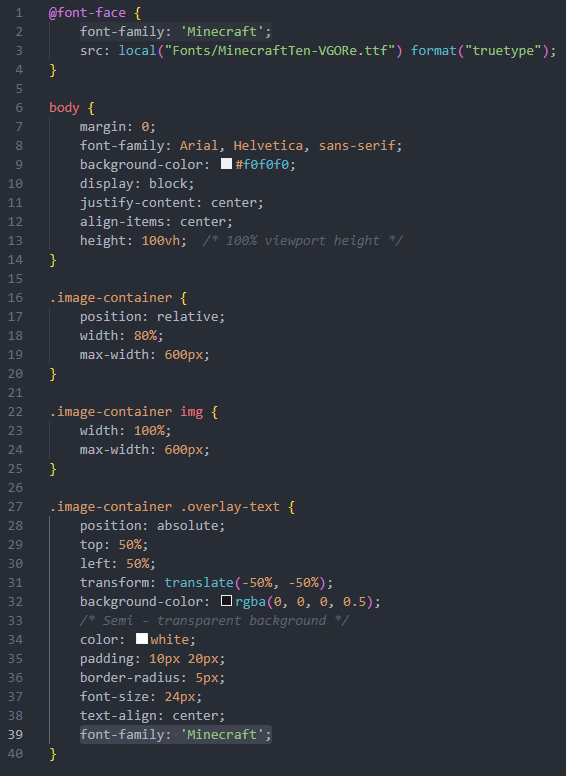 1 @font-face {
2 font-family: 'Minecraft';
3 src: local("Fonts/MinecraftTen-VGORe.ttf") format("truetype");
4 }
5
6 body {
7 margin: 0;
8 font-family: Arial, Helvetica, sans-serif;
9 background-color: #f0f0f0;
10 display: block;
11 justify-content: center;
12 align-items: center;
13 height: 100vh; /* 100% viewport height */
14 }
15
16 .image-container {
17 position: relative;
18 width: 80%;
19 max-width: 600px;
20 }
21
22 .image-container img {
23 width: 100%;
24 max-width: 600px;
25 }
26
27 .image-container .overlay-text {
28 position: absolute;
29 top: 50%;
30 left: 50%;
31 transform: translate(-50%, -50%);
32 background-color: rgba(0, 0, 0, 0.5);
33 /* Semi - transparent background */
34 color: white;
35 padding: 10px 20px;
36 border-radius: 5px;
37 font-size: 24px;
38 text-align: center;
39 font-family: 'Minecraft';
40 }